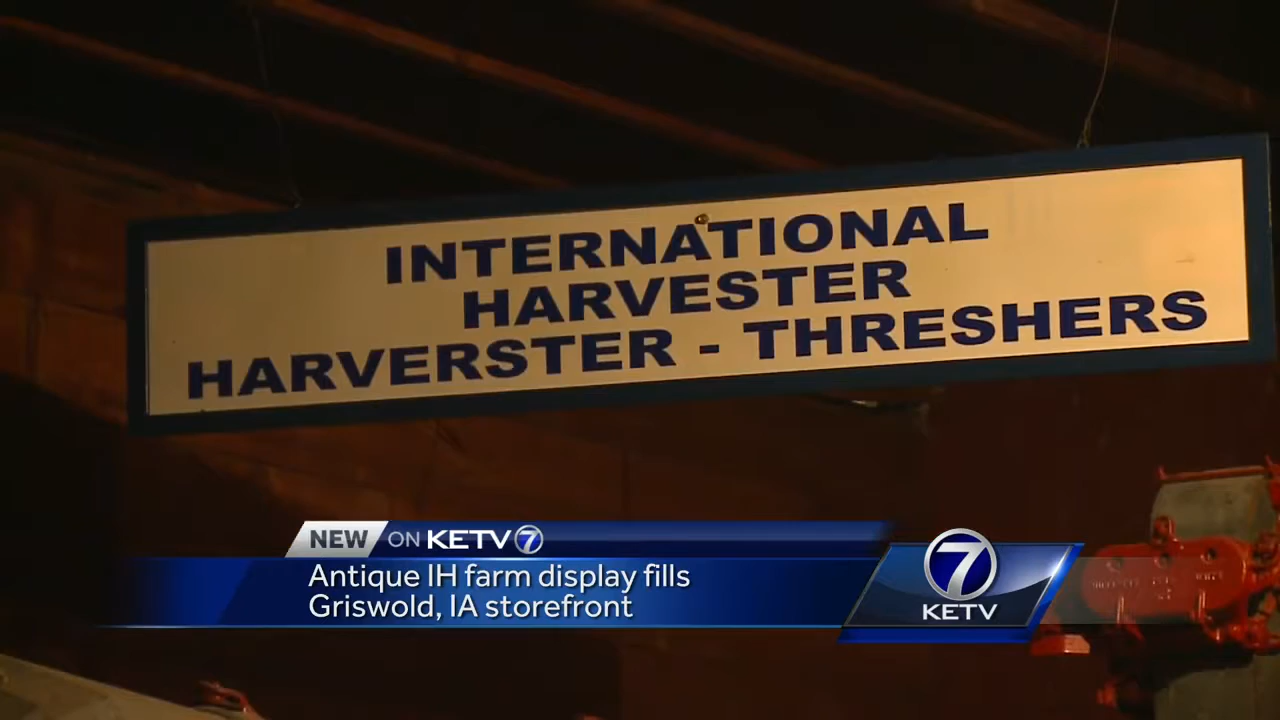 INTERNATIONAL
HARVESTER
HARVERSTER - THRESHERS
NEW ON KETV 7
Antique IH farm display fills
Griswold, IA storefront
7
KETV